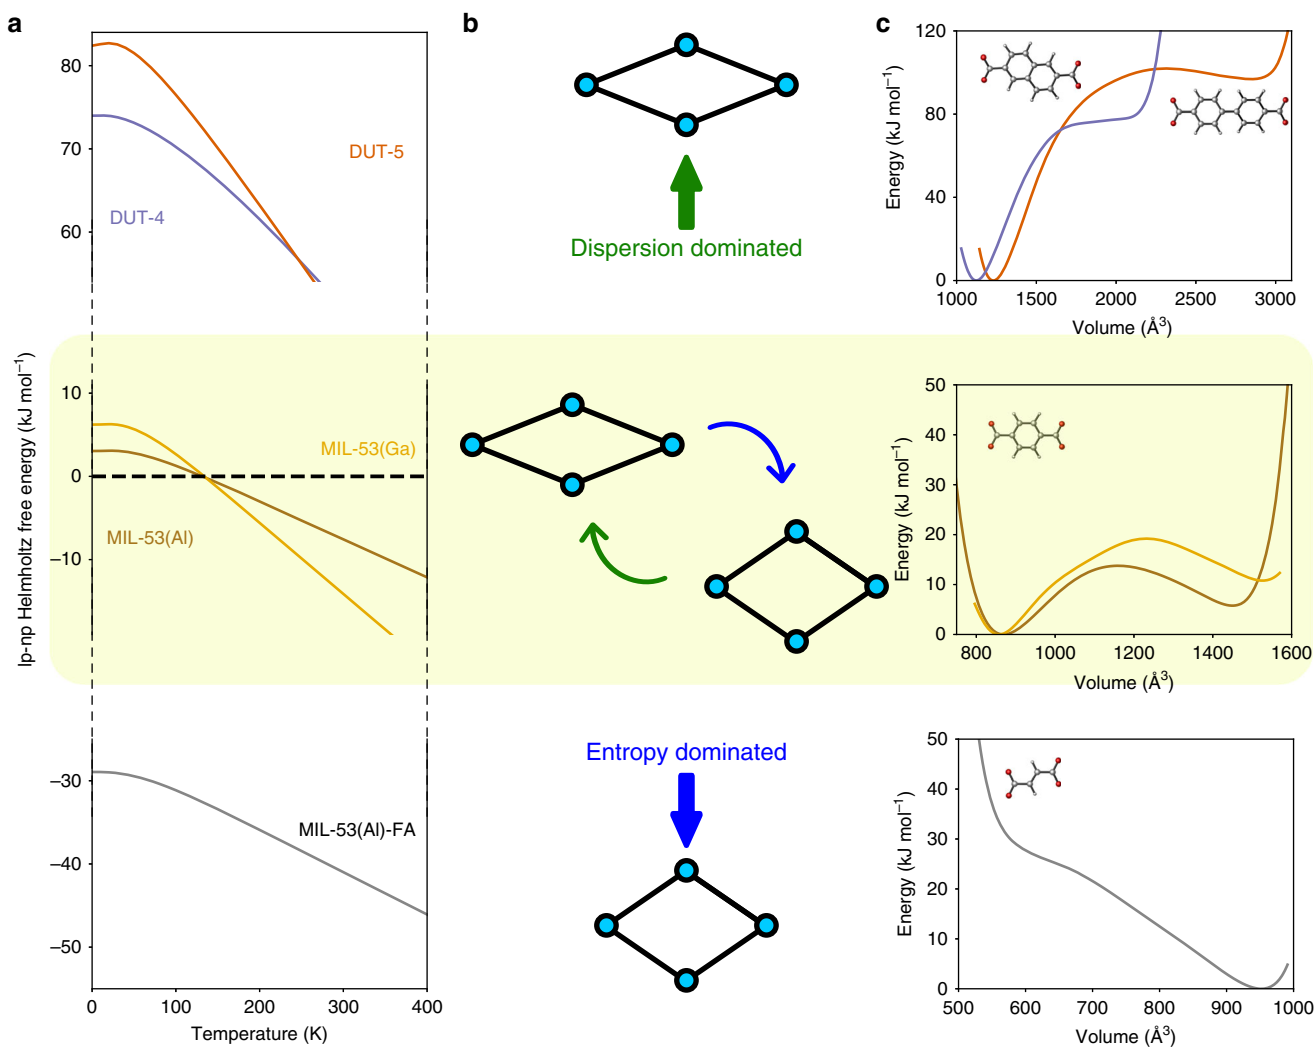 a
lp-np Helmholtz free energy (kJ mol⁻¹)
80
70
60
DUT-5
DUT-4
10
0
−10
MIL-53(Ga)
MIL-53(Al)
−30
−40
−50
MIL-53(Al)-FA
0
100
200
300
400
Temperature (K)
b
Dispersion dominated
Entropy dominated
c
Energy (kJ mol⁻¹)
120
80
40
0
1000
1500
2000
2500
3000
Volume (Å³)
Energy (kJ mol⁻¹)
50
40
30
20
10
0
800
1000
1200
1400
1600
Volume (Å³)
Energy (kJ mol⁻¹)
50
40
30
20
10
0
500
600
700
800
900
1000
Volume (Å³)